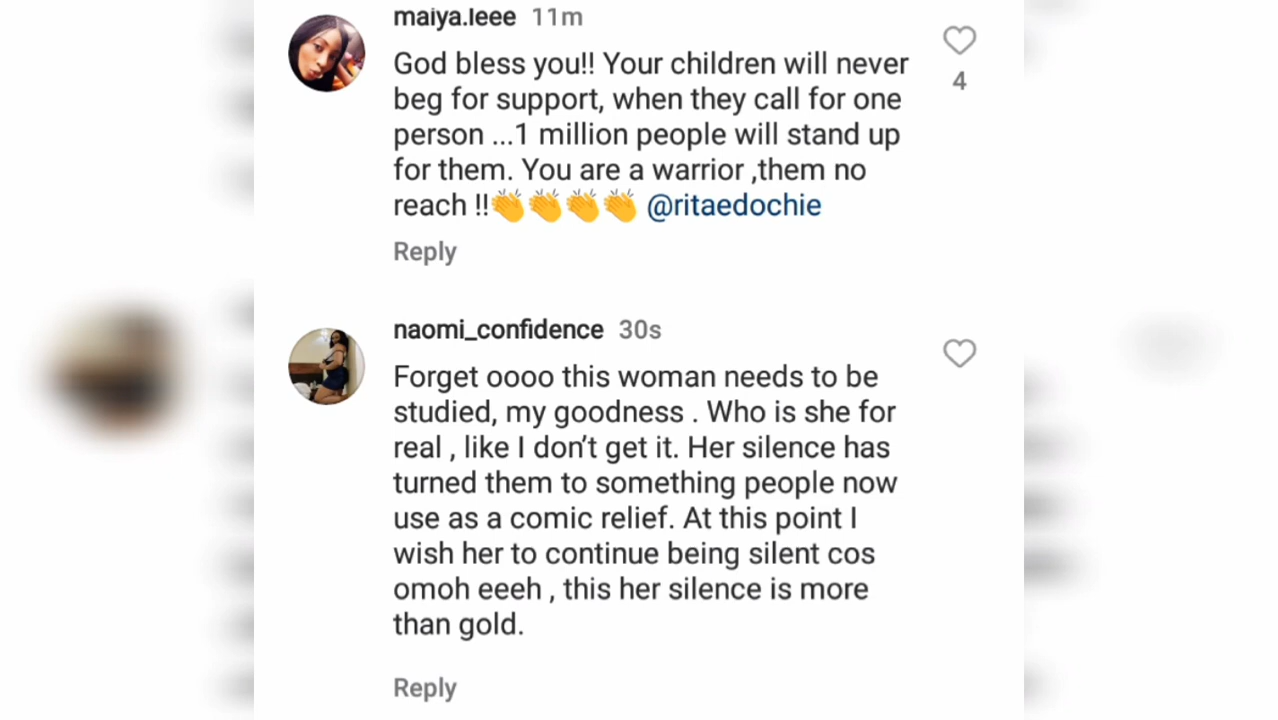 maiya.leee 11m
God bless you!! Your children will never
beg for support, when they call for one
person ...1 million people will stand up
for them. You are a warrior ,them no
reach !!👏👏👏👏 @ritaedochie
4
Reply
naomi_confidence 30s
Forget oooo this woman needs to be
studied, my goodness . Who is she for
real , like I don’t get it. Her silence has
turned them to something people now
use as a comic relief. At this point I
wish her to continue being silent cos
omoh eeeh , this her silence is more
than gold.
Reply